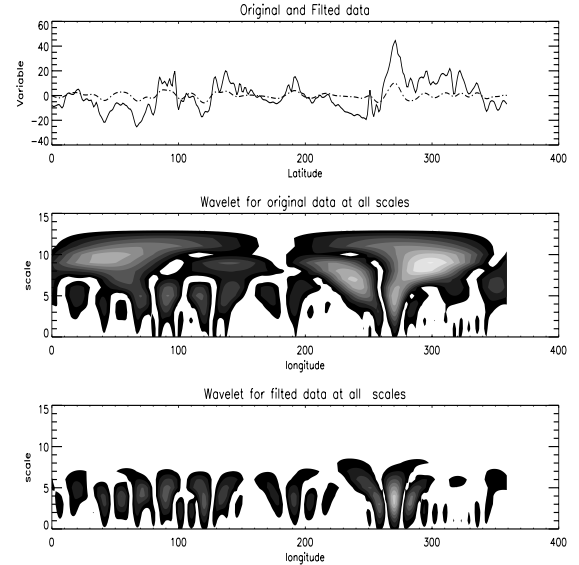 Original and Filted data
60
40
20
0
−20
−40
Variable
0 100 200 300 400
Latitude
Wavelet for original data at all scales
15
10
5
0
scale
0 100 200 300 400
longitude
Wavelet for filted data at all scales
15
10
5
0
scale
0 100 200 300 400
longitude